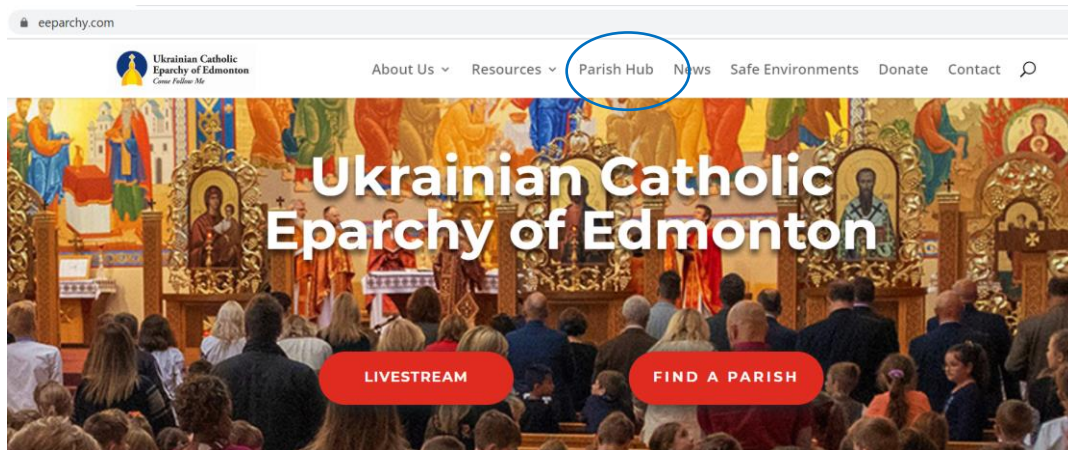 eeparchy.com
Ukrainian Catholic
Eparchy of Edmonton
Come Follow Me
About Us Resources Parish Hub News Safe Environments Donate Contact
Ukrainian Catholic
Eparchy of Edmonton
LIVESTREAM FIND A PARISH